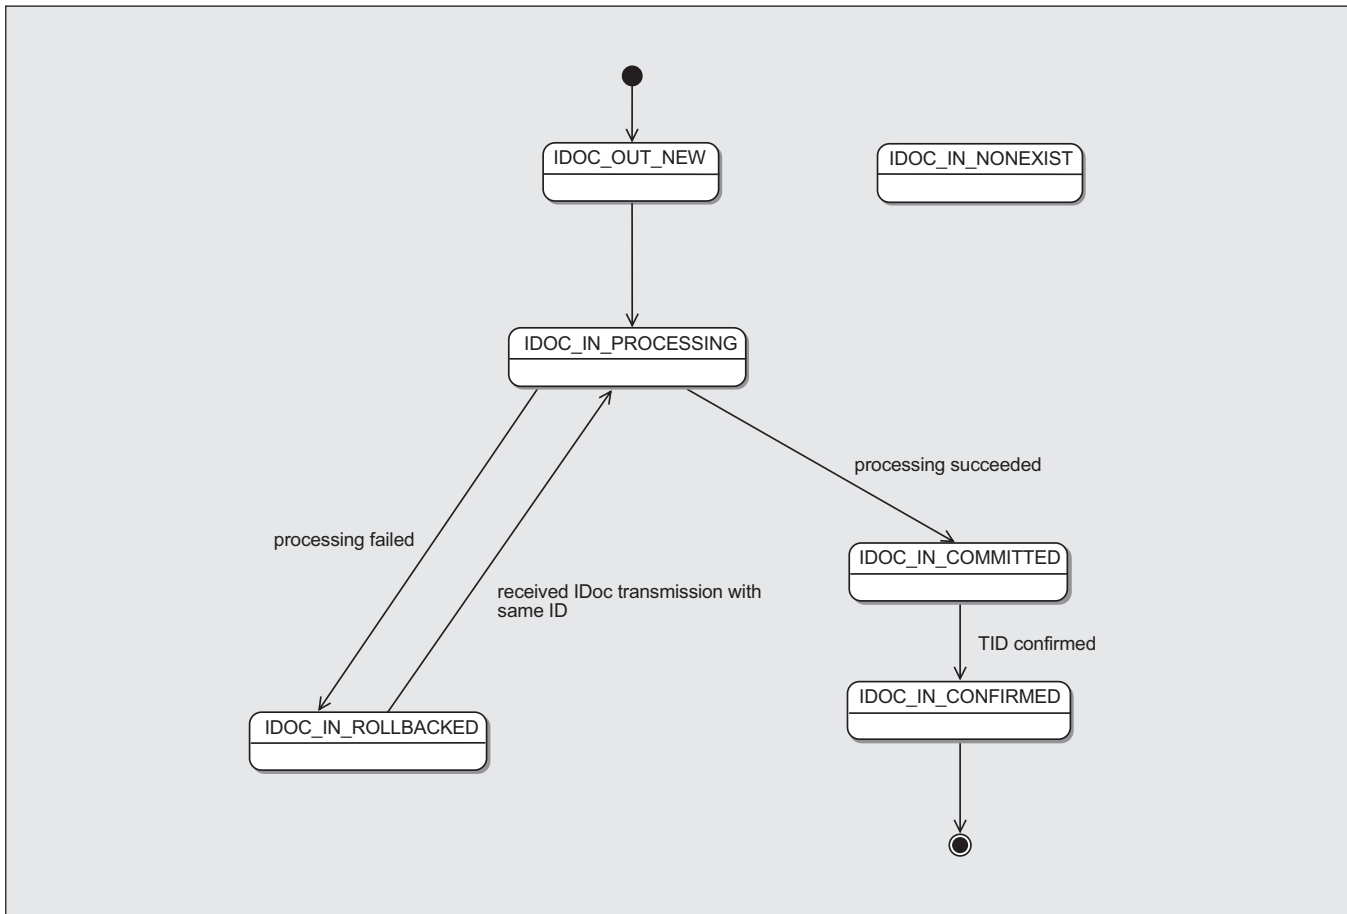 IDOC_OUT_NEW
IDOC_IN_NONEXIST
IDOC_IN_PROCESSING
processing succeeded
processing failed
IDOC_IN_COMMITTED
received IDoc transmission with
same ID
TID confirmed
IDOC_IN_CONFIRMED
IDOC_IN_ROLLBACKED